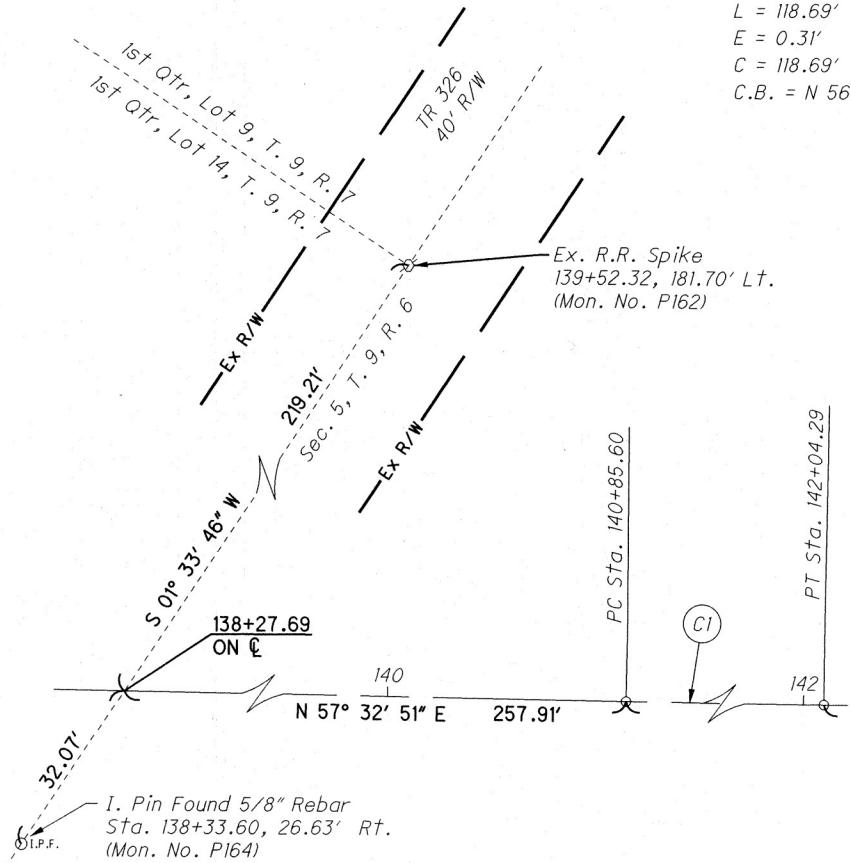 L = 118.69'
E = 0.31'
C = 118.69'
C.B. = N 56
1st Qtr, Lot 9, T. 9, R. 7
1st Qtr, Lot 14, T. 9, R. 7
TR 326
40' R/W
Ex. R.R. Spike
139+52.32, 181.70' Lt.
(Mon. No. P162)
Ex R/W
219.21'
Sec. 5, T. 9, R. 6
Ex R/W
S 01° 33' 46" W
PC Sta. 140+85.60
PT Sta. 142+04.29
138+27.69
ON ℄
C1
140
142
N 57° 32' 51" E 257.91'
32.07'
I. Pin Found 5/8" Rebar
Sta. 138+33.60, 26.63' Rt.
(Mon. No. P164)
I.P.F.